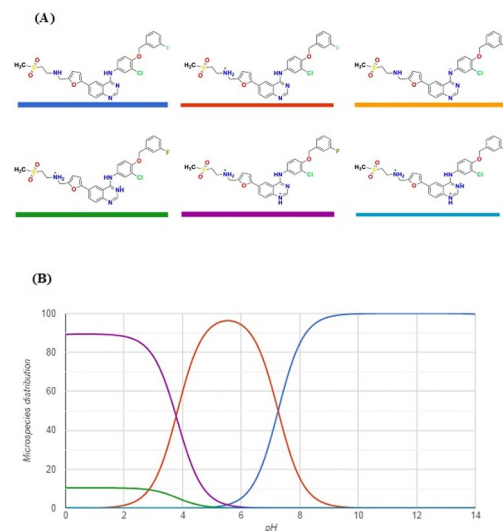 (A)
H₃C S O O NH O N N HN Cl O F
H₃C S O O NH₂⁺ O N N HN Cl O F
H₃C S O O NH₂⁺ O N N N⁻ Cl O F
H₃C S O O NH₂⁺ O N NH⁺ HN Cl O F
H₃C S O O NH₂⁺ O NH⁺ N HN Cl O F
H₃C S O O NH₂⁺ O NH⁺ NH⁺ HN Cl O F
(B)
100
80
60
40
20
0
Microspecies distribution
0 2 4 6 8 10 12 14
pH